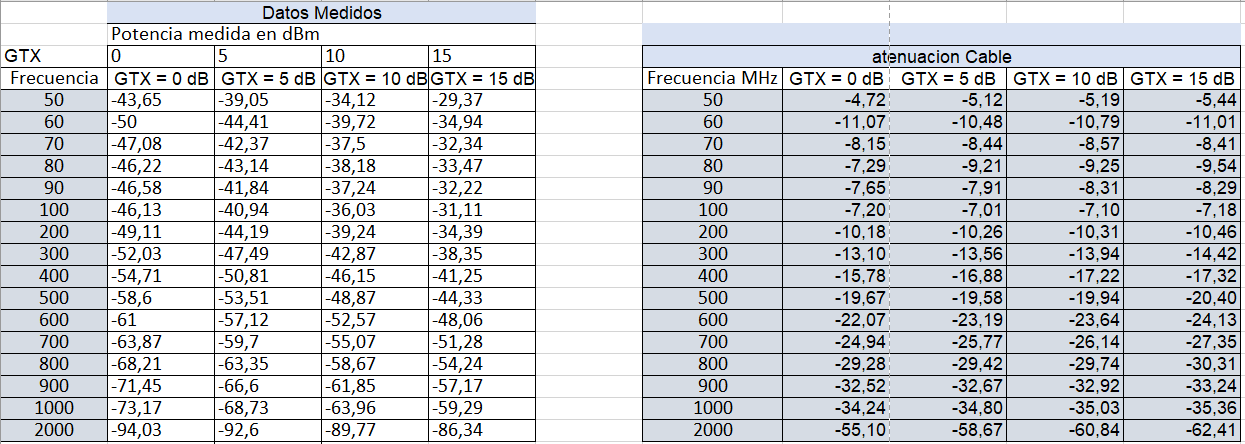 Datos Medidos
Potencia medida en dBm
GTX 0 5 10 15 atenuacion Cable
Frecuencia GTX = 0 dB GTX = 5 dB GTX = 10 dB GTX = 15 dB Frecuencia MHz GTX = 0 dB GTX = 5 dB GTX = 10 dB GTX = 15 dB
50 -43,65 -39,05 -34,12 -29,37 50 -4,72 -5,12 -5,19 -5,44
60 -50 -44,41 -39,72 -34,94 60 -11,07 -10,48 -10,79 -11,01
70 -47,08 -42,37 -37,5 -32,34 70 -8,15 -8,44 -8,57 -8,41
80 -46,22 -43,14 -38,18 -33,47 80 -7,29 -9,21 -9,25 -9,54
90 -46,58 -41,84 -37,24 -32,22 90 -7,65 -7,91 -8,31 -8,29
100 -46,13 -40,94 -36,03 -31,11 100 -7,20 -7,01 -7,10 -7,18
200 -49,11 -44,19 -39,24 -34,39 200 -10,18 -10,26 -10,31 -10,46
300 -52,03 -47,49 -42,87 -38,35 300 -13,10 -13,56 -13,94 -14,42
400 -54,71 -50,81 -46,15 -41,25 400 -15,78 -16,88 -17,22 -17,32
500 -58,6 -53,51 -48,87 -44,33 500 -19,67 -19,58 -19,94 -20,40
600 -61 -57,12 -52,57 -48,06 600 -22,07 -23,19 -23,64 -24,13
700 -63,87 -59,7 -55,07 -51,28 700 -24,94 -25,77 -26,14 -27,35
800 -68,21 -63,35 -58,67 -54,24 800 -29,28 -29,42 -29,74 -30,31
900 -71,45 -66,6 -61,85 -57,17 900 -32,52 -32,67 -32,92 -33,24
1000 -73,17 -68,73 -63,96 -59,29 1000 -34,24 -34,80 -35,03 -35,36
2000 -94,03 -92,6 -89,77 -86,34 2000 -55,10 -58,67 -60,84 -62,41